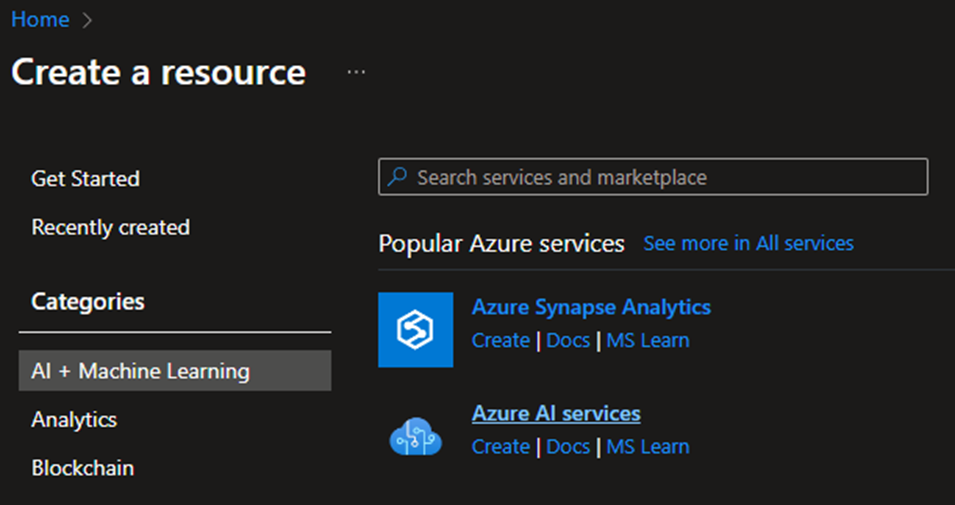 Home >
Create a resource ...
Get Started
Recently created
Categories
AI + Machine Learning
Analytics
Blockchain
Search services and marketplace
Popular Azure services See more in All services
Azure Synapse Analytics
Create | Docs | MS Learn
Azure AI services
Create | Docs | MS Learn